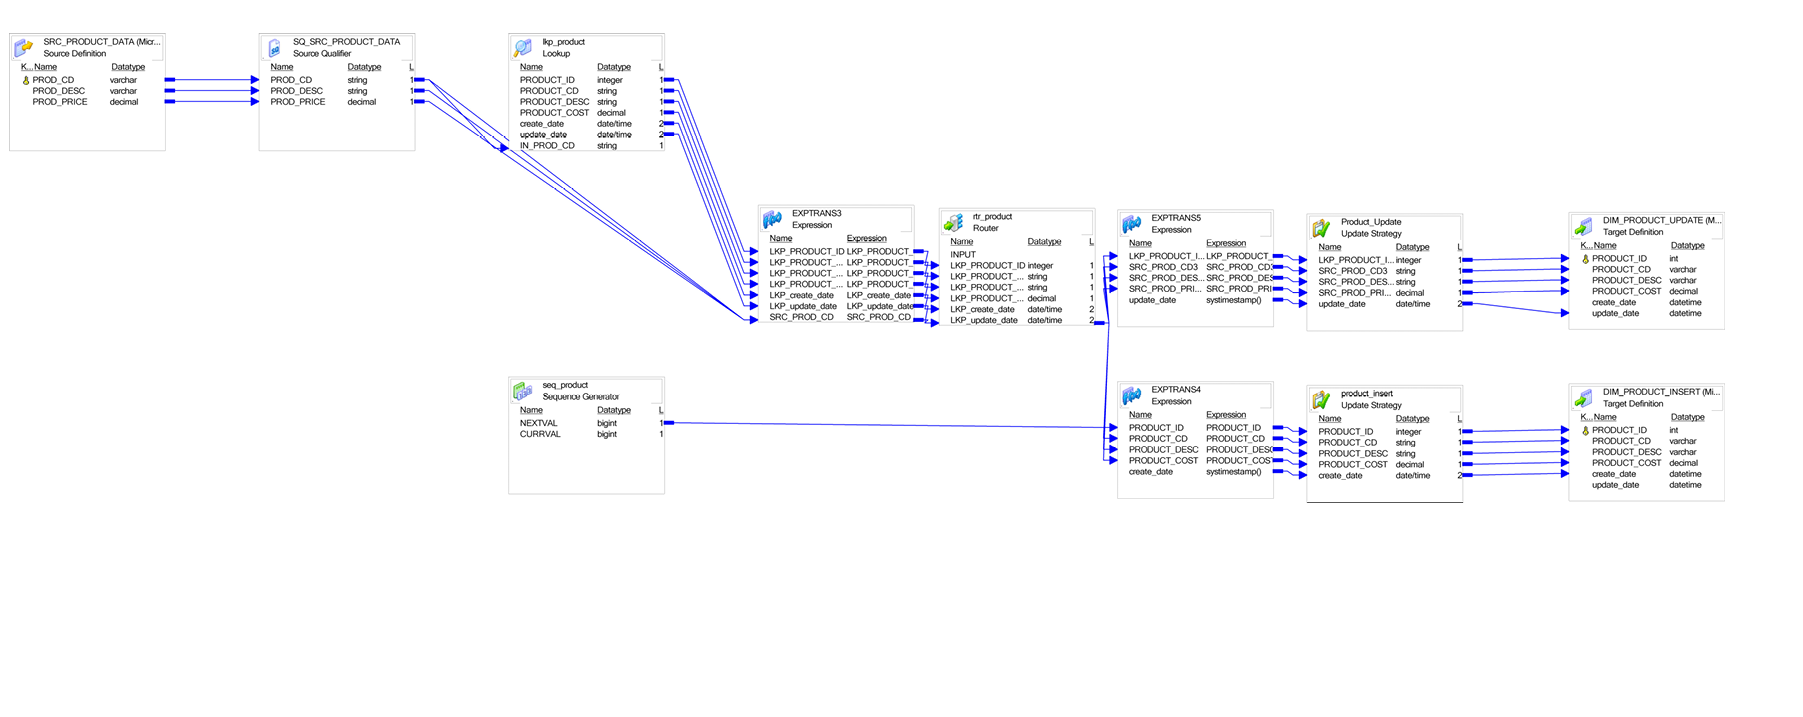 SRC_PRODUCT_DATA (Micr...
Source Definition
K... Name Datatype
PROD_CD varchar
PROD_DESC varchar
PROD_PRICE decimal
SQ_SRC_PRODUCT_DATA
Source Qualifier
Name Datatype L
PROD_CD string 1
PROD_DESC string 1
PROD_PRICE decimal 1
lkp_product
Lookup
Name Datatype L
PRODUCT_ID integer 1
PRODUCT_CD string 1
PRODUCT_DESC string 1
PRODUCT_COST decimal 1
create_date date/time 2
update_date date/time 2
IN_PROD_CD string 1
EXPTRANS3
Expression
Name Expression
LKP_PRODUCT_ID LKP_PRODUCT_
LKP_PRODUCT_... LKP_PRODUCT_
LKP_PRODUCT_... LKP_PRODUCT_
LKP_PRODUCT_... LKP_PRODUCT_
LKP_create_date LKP_create_date
LKP_update_date LKP_update_date
SRC_PROD_CD SRC_PROD_CD
rtr_product
Router
Name Datatype L
INPUT
LKP_PRODUCT_ID integer 1
LKP_PRODUCT_... string 1
LKP_PRODUCT_... string 1
LKP_PRODUCT_... decimal 1
LKP_create_date date/time 2
LKP_update_date date/time 2
EXPTRANS5
Expression
Name Expression
LKP_PRODUCT_I... LKP_PRODUCT_
SRC_PROD_CD3 SRC_PROD_CD3
SRC_PROD_DES... SRC_PROD_DES
SRC_PROD_PRI... SRC_PROD_PRI
update_date systimestamp()
Product_Update
Update Strategy
Name Datatype L
LKP_PRODUCT_I... integer 1
SRC_PROD_CD3 string 1
SRC_PROD_DES... string 1
SRC_PROD_PRI... decimal 1
update_date date/time 2
DIM_PRODUCT_UPDATE (M...
Target Definition
K... Name Datatype
PRODUCT_ID int
PRODUCT_CD varchar
PRODUCT_DESC varchar
PRODUCT_COST decimal
create_date datetime
update_date datetime
seq_product
Sequence Generator
Name Datatype L
NEXTVAL bigint 1
CURRVAL bigint 1
EXPTRANS4
Expression
Name Expression
PRODUCT_ID PRODUCT_ID
PRODUCT_CD PRODUCT_CD
PRODUCT_DESC PRODUCT_DESC
PRODUCT_COST PRODUCT_COST
create_date systimestamp()
product_insert
Update Strategy
Name Datatype L
PRODUCT_ID integer 1
PRODUCT_CD string 1
PRODUCT_DESC string 1
PRODUCT_COST decimal 1
create_date date/time 2
DIM_PRODUCT_INSERT (Mi...
Target Definition
K... Name Datatype
PRODUCT_ID int
PRODUCT_CD varchar
PRODUCT_DESC varchar
PRODUCT_COST decimal
create_date datetime
update_date datetime